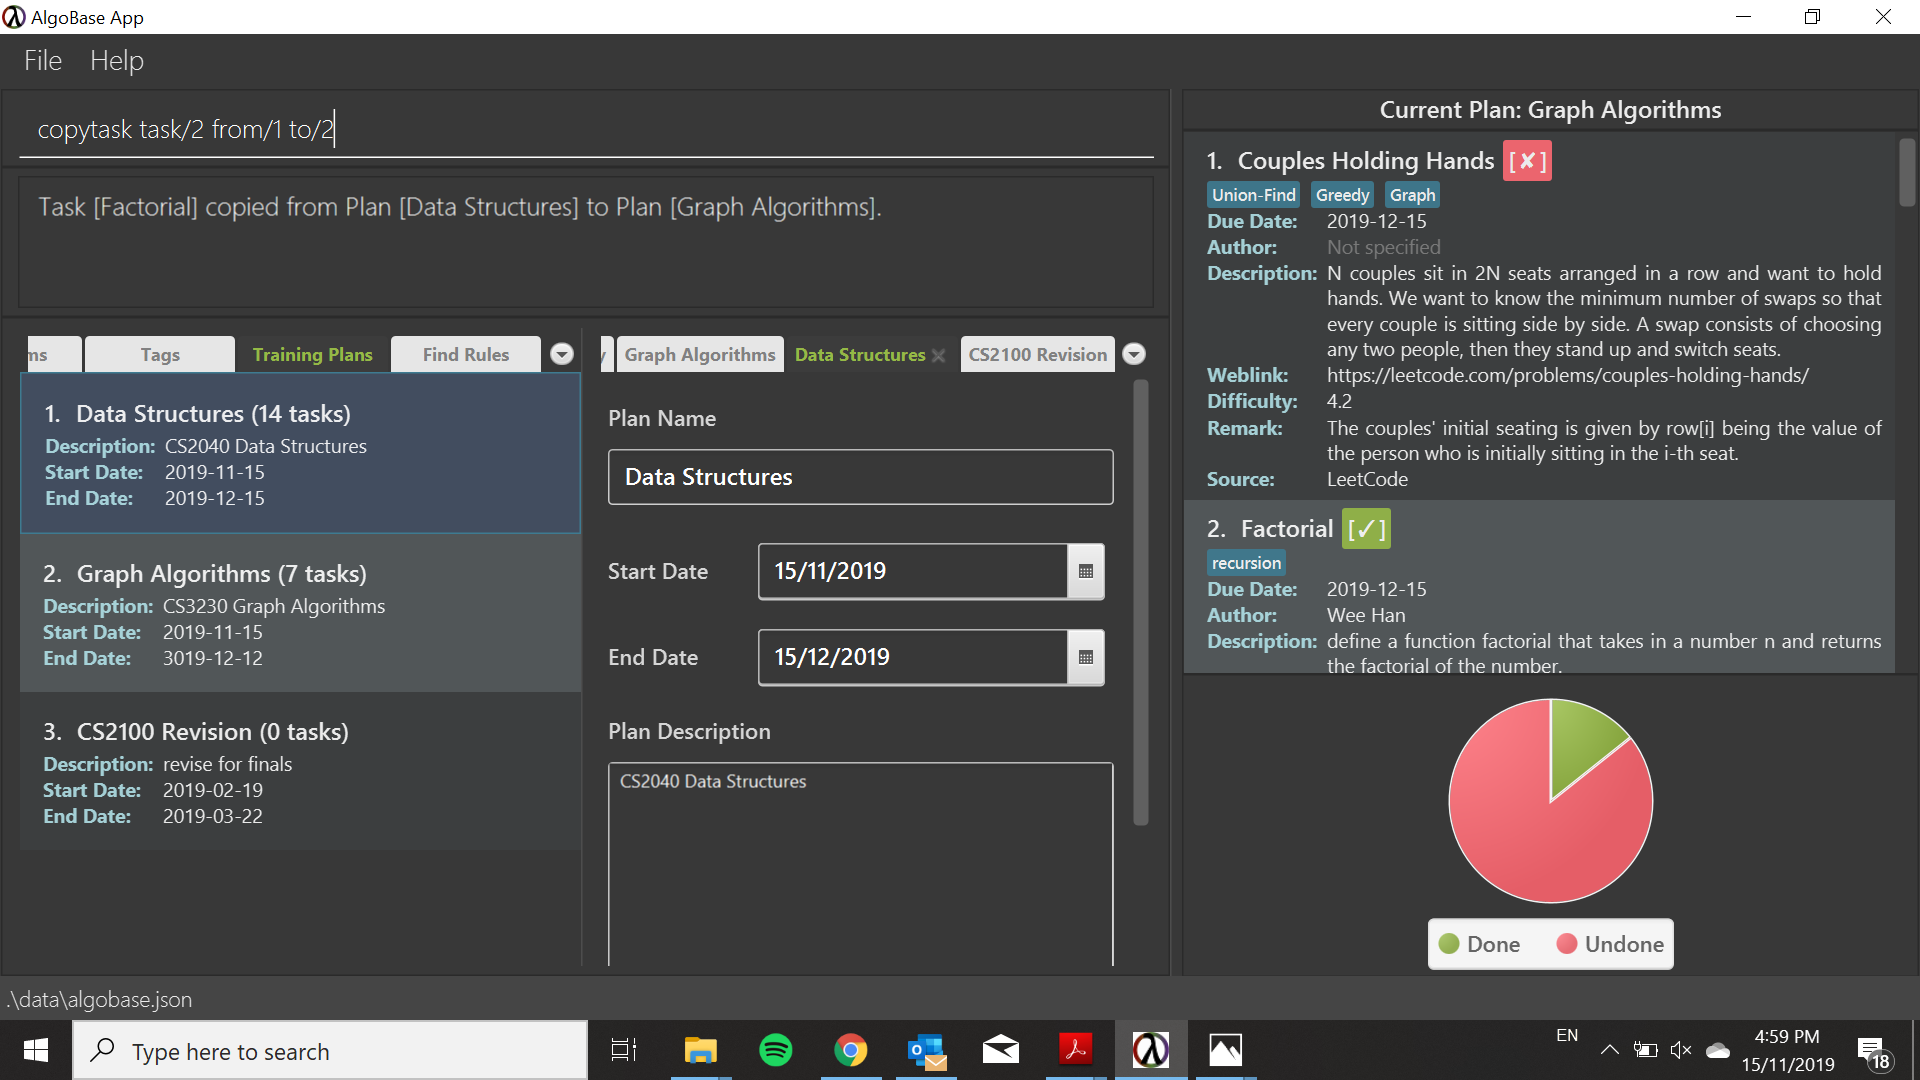 AlgoBase App
File Help
copytask task/2 from/1 to/2
Task [Factorial] copied from Plan [Data Structures] to Plan [Graph Algorithms].
ms Tags Training Plans Find Rules
1. Data Structures (14 tasks)
Description: CS2040 Data Structures
Start Date: 2019-11-15
End Date: 2019-12-15
2. Graph Algorithms (7 tasks)
Description: CS3230 Graph Algorithms
Start Date: 2019-11-15
End Date: 3019-12-12
3. CS2100 Revision (0 tasks)
Description: revise for finals
Start Date: 2019-02-19
End Date: 2019-03-22
y Graph Algorithms Data Structures CS2100 Revision
Plan Name
Data Structures
Start Date 15/11/2019
End Date 15/12/2019
Plan Description
CS2040 Data Structures
Current Plan: Graph Algorithms
1. Couples Holding Hands [✘]
Union-Find Greedy Graph
Due Date: 2019-12-15
Author: Not specified
Description: N couples sit in 2N seats arranged in a row and want to hold
hands. We want to know the minimum number of swaps so that
every couple is sitting side by side. A swap consists of choosing
any two people, then they stand up and switch seats.
Weblink: https://leetcode.com/problems/couples-holding-hands/
Difficulty: 4.2
Remark: The couples' initial seating is given by row[i] being the value of
the person who is initially sitting in the i-th seat.
Source: LeetCode
2. Factorial [✓]
recursion
Due Date: 2019-12-15
Author: Wee Han
Description: define a function factorial that takes in a number n and returns
the factorial of the number.
Done Undone
.\data\algobase.json
Type here to search
EN
4:59 PM
15/11/2019
18